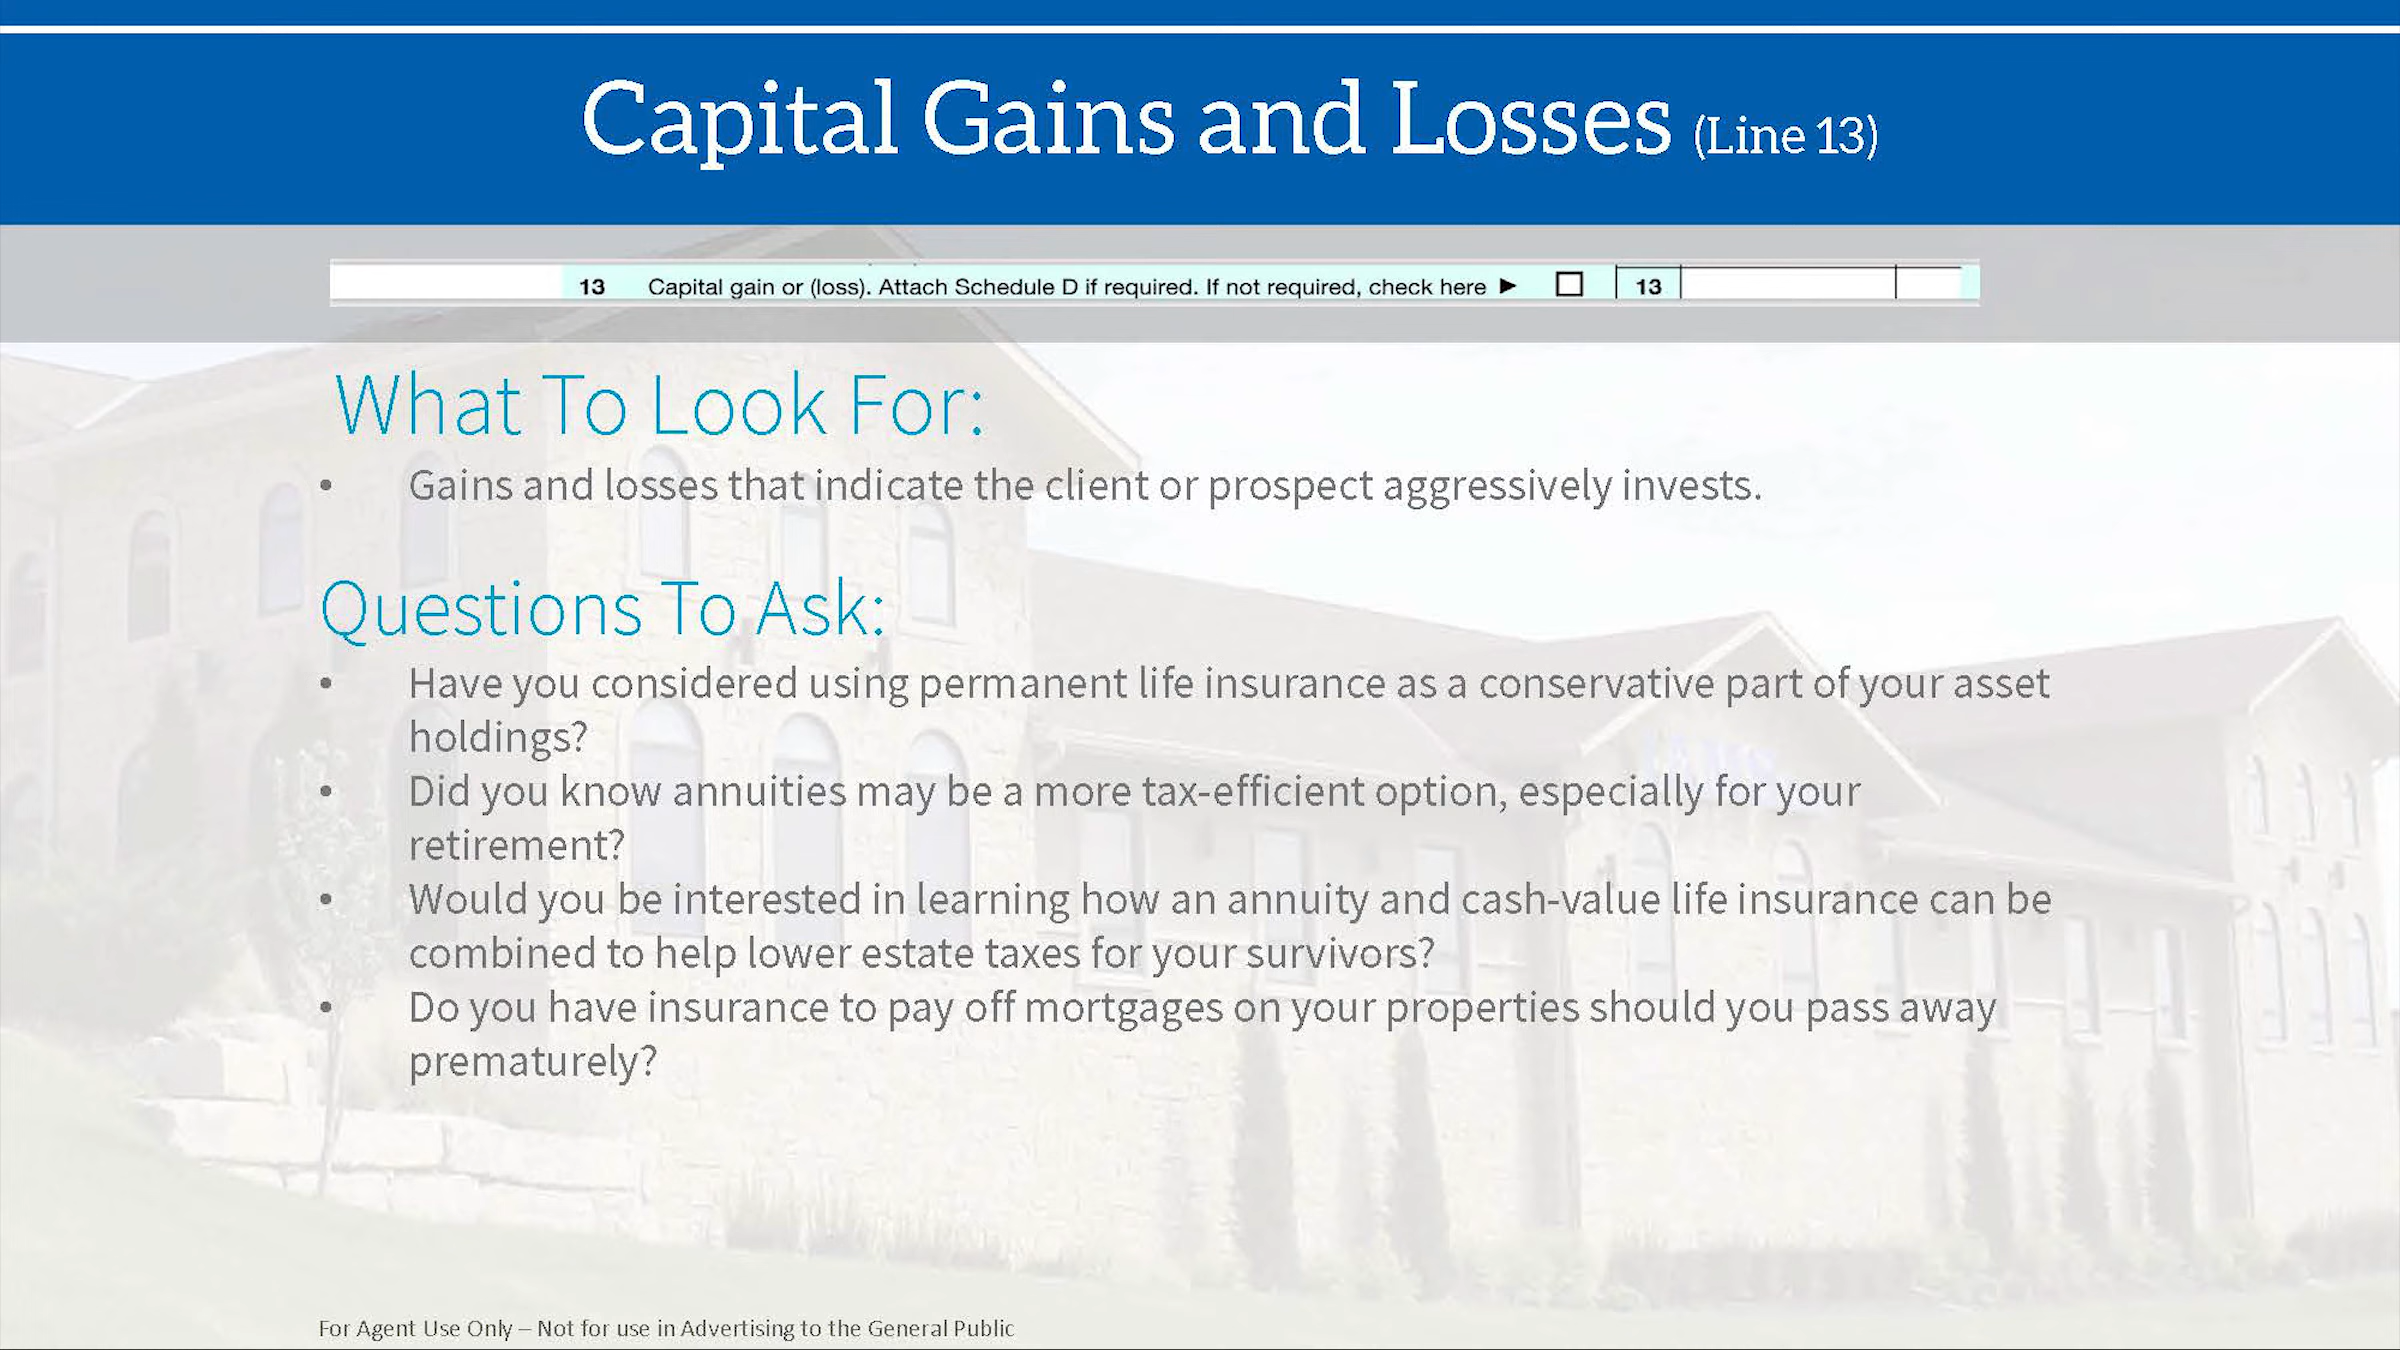 Capital Gains and Losses (Line 13)
13 Capital gain or (loss). Attach Schedule D if required. If not required, check here ► ☐ 13
What To Look For:
• Gains and losses that indicate the client or prospect aggressively invests.
Questions To Ask:
• Have you considered using permanent life insurance as a conservative part of your asset
holdings?
• Did you know annuities may be a more tax-efficient option, especially for your
retirement?
• Would you be interested in learning how an annuity and cash-value life insurance can be
combined to help lower estate taxes for your survivors?
• Do you have insurance to pay off mortgages on your properties should you pass away
prematurely?
For Agent Use Only – Not for use in Advertising to the General Public